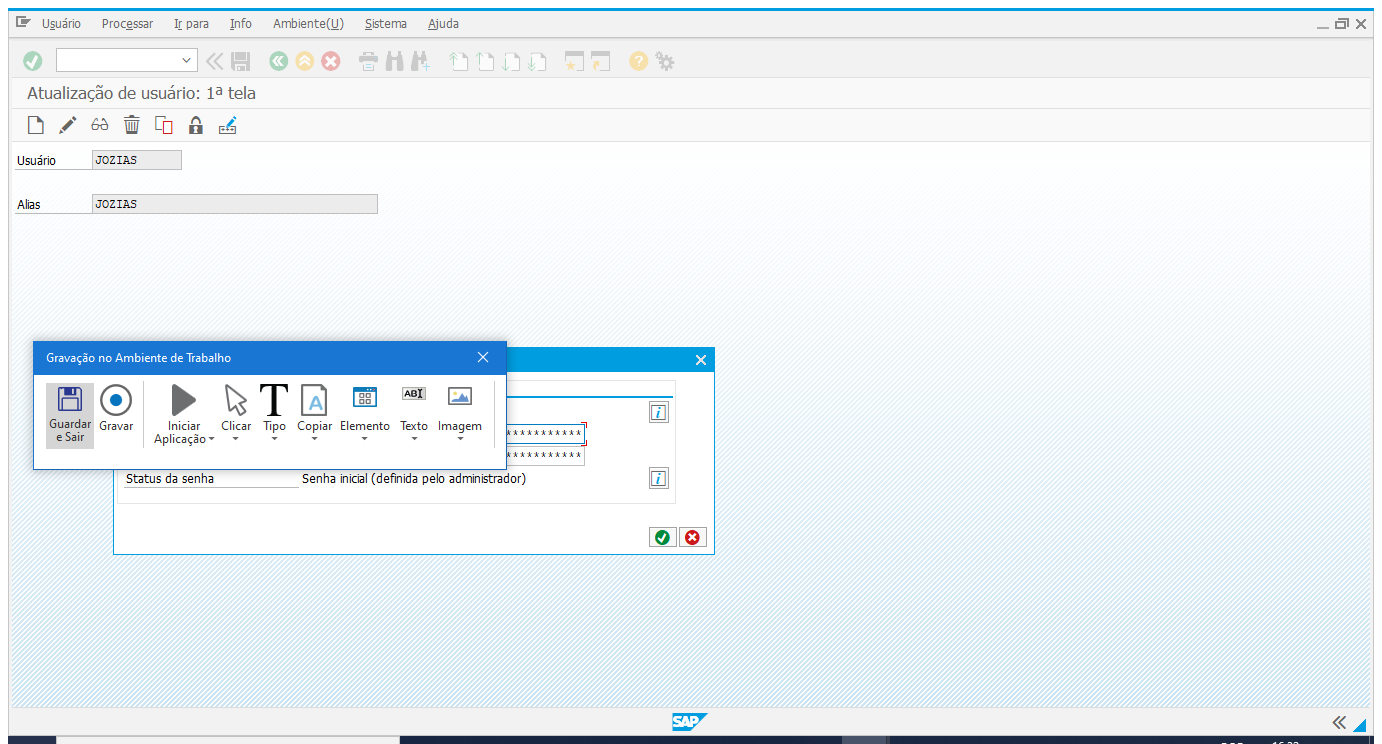 Usuário Processar Ir para Info Ambiente(U) Sistema Ajuda
Atualização de usuário: 1ª tela
Usuário JOZIAS
Alias JOZIAS
Gravação no Ambiente de Trabalho
Guardar e Sair
Gravar
Iniciar Aplicação
Clicar
Tipo
Copiar
Elemento
Texto
Imagem
***********
***********
Status da senha Senha inicial (definida pelo administrador)
SAP